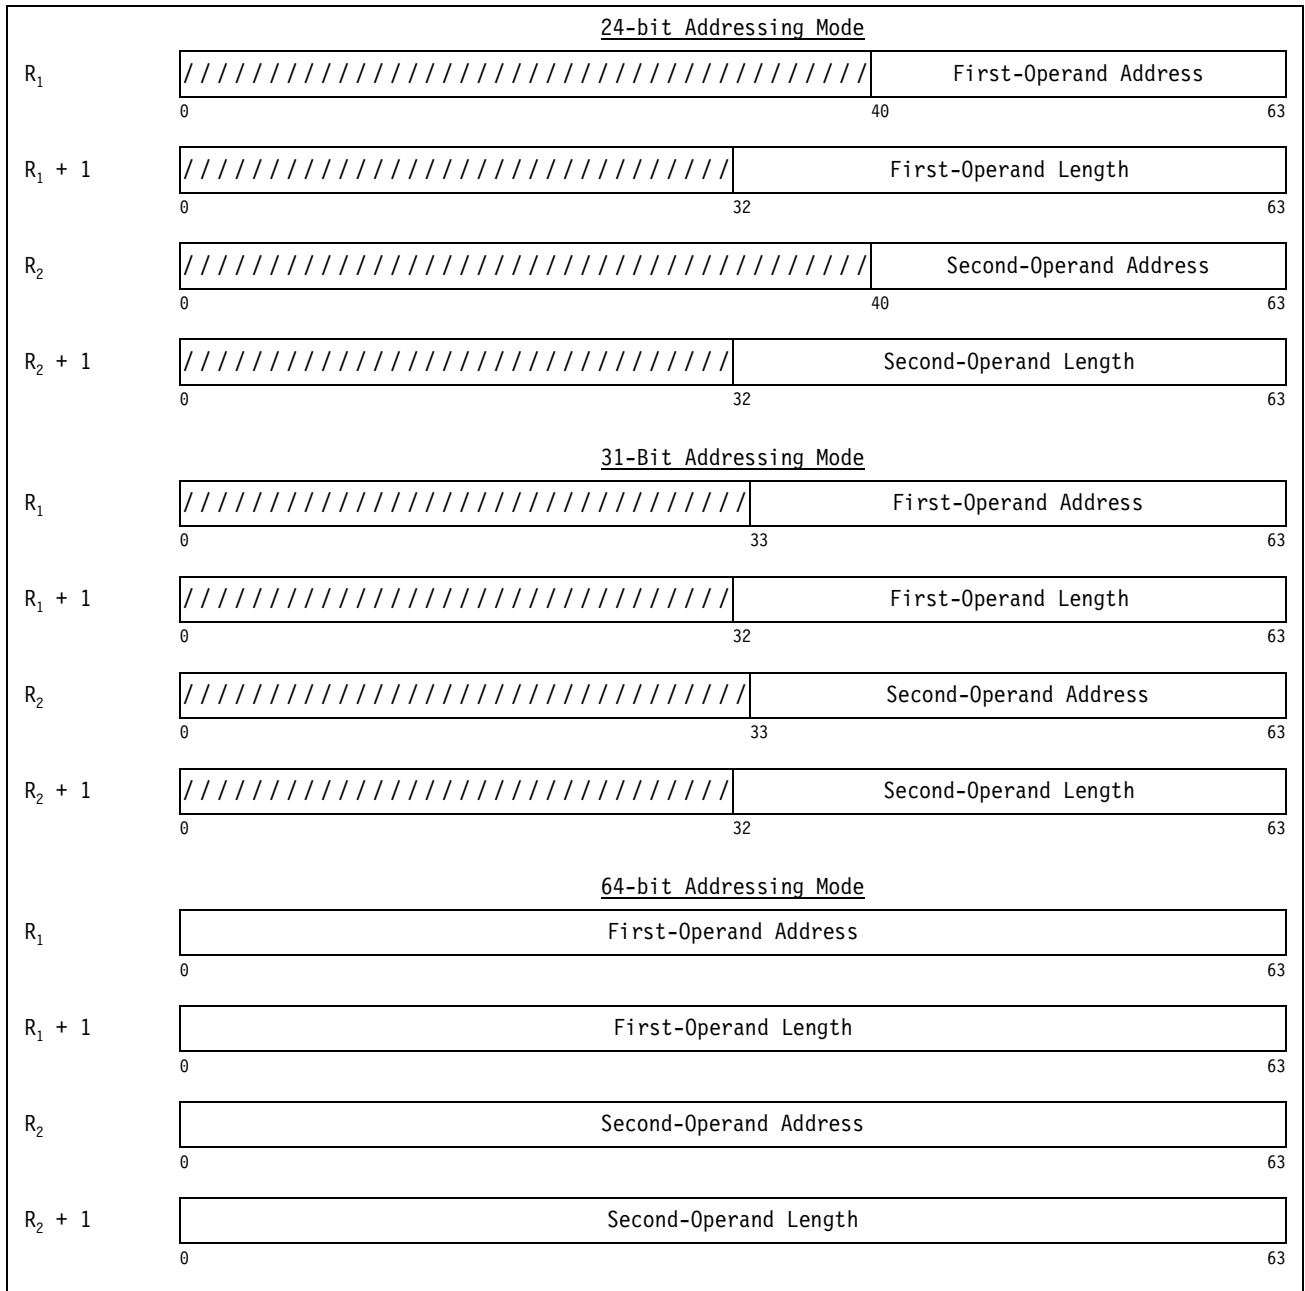 24-bit Addressing Mode
R₁ //////////////////////////////////////// First-Operand Address
0 40 63
R₁ + 1 //////////////////////////////// First-Operand Length
0 32 63
R₂ //////////////////////////////////////// Second-Operand Address
0 40 63
R₂ + 1 //////////////////////////////// Second-Operand Length
0 32 63
31-Bit Addressing Mode
R₁ ///////////////////////////////// First-Operand Address
0 33 63
R₁ + 1 //////////////////////////////// First-Operand Length
0 32 63
R₂ ///////////////////////////////// Second-Operand Address
0 33 63
R₂ + 1 //////////////////////////////// Second-Operand Length
0 32 63
64-bit Addressing Mode
R₁ First-Operand Address
0 63
R₁ + 1 First-Operand Length
0 63
R₂ Second-Operand Address
0 63
R₂ + 1 Second-Operand Length
0 63